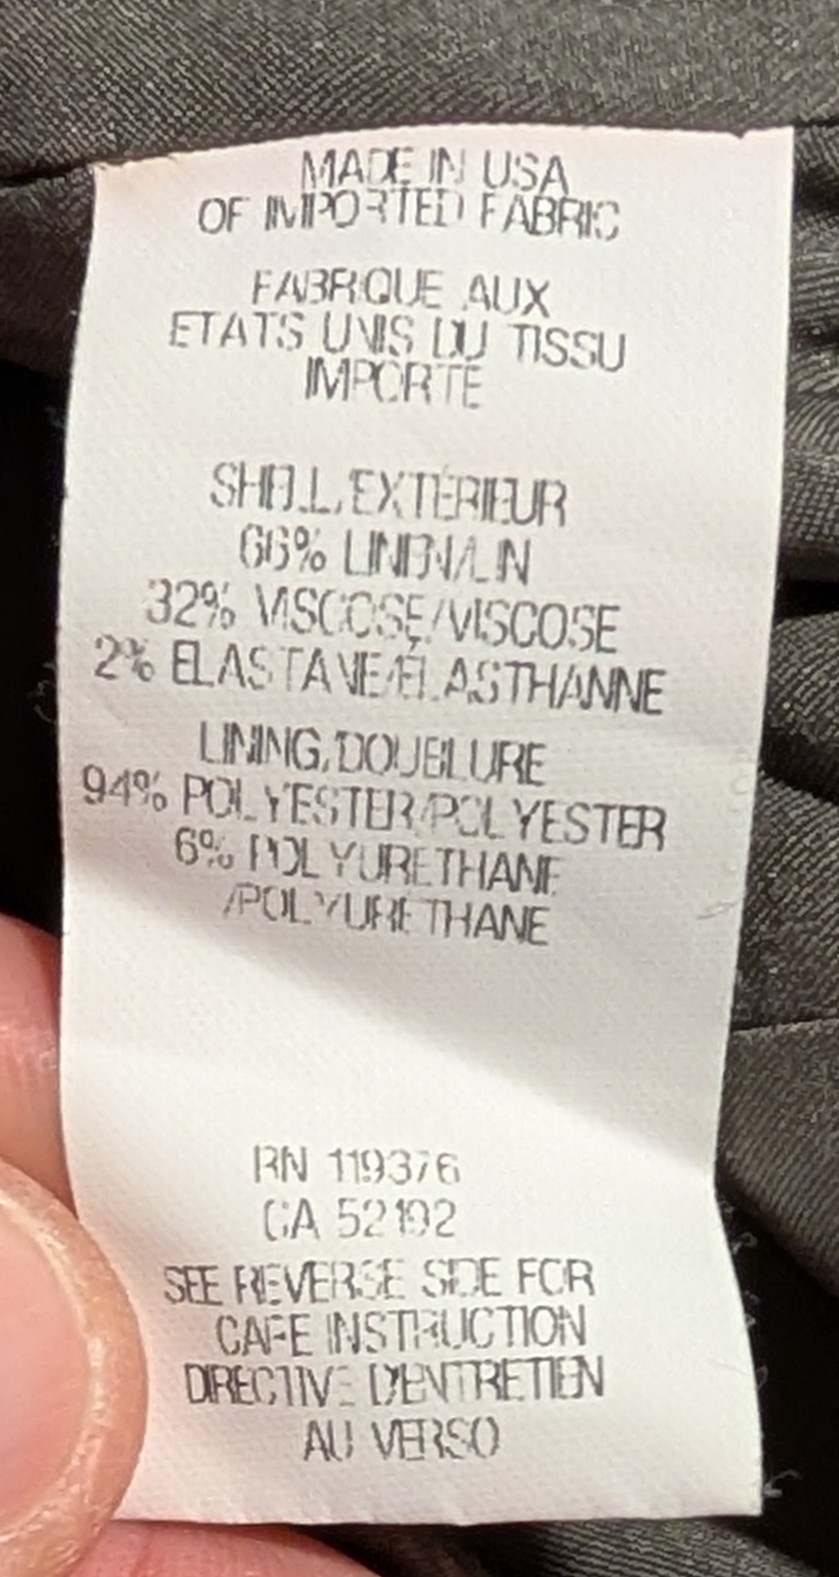 MADE IN USA
OF IMPORTED FABRIC
FABRIQUE AUX
ETATS UNIS DU TISSU
IMPORTE
SHELL/EXTÉRIEUR
66% LINEN/LIN
32% VISCOSE/VISCOSE
2% ELASTANE/ÉLASTHANNE
LINING/DOUBLURE
94% POLYESTER/POLYESTER
6% POLYURETHANE
/POLYURETHANE
RN 119376
CA 52192
SEE REVERSE SIDE FOR
CARE INSTRUCTION
DIRECTIVE D'ENTRETIEN
AU VERSO